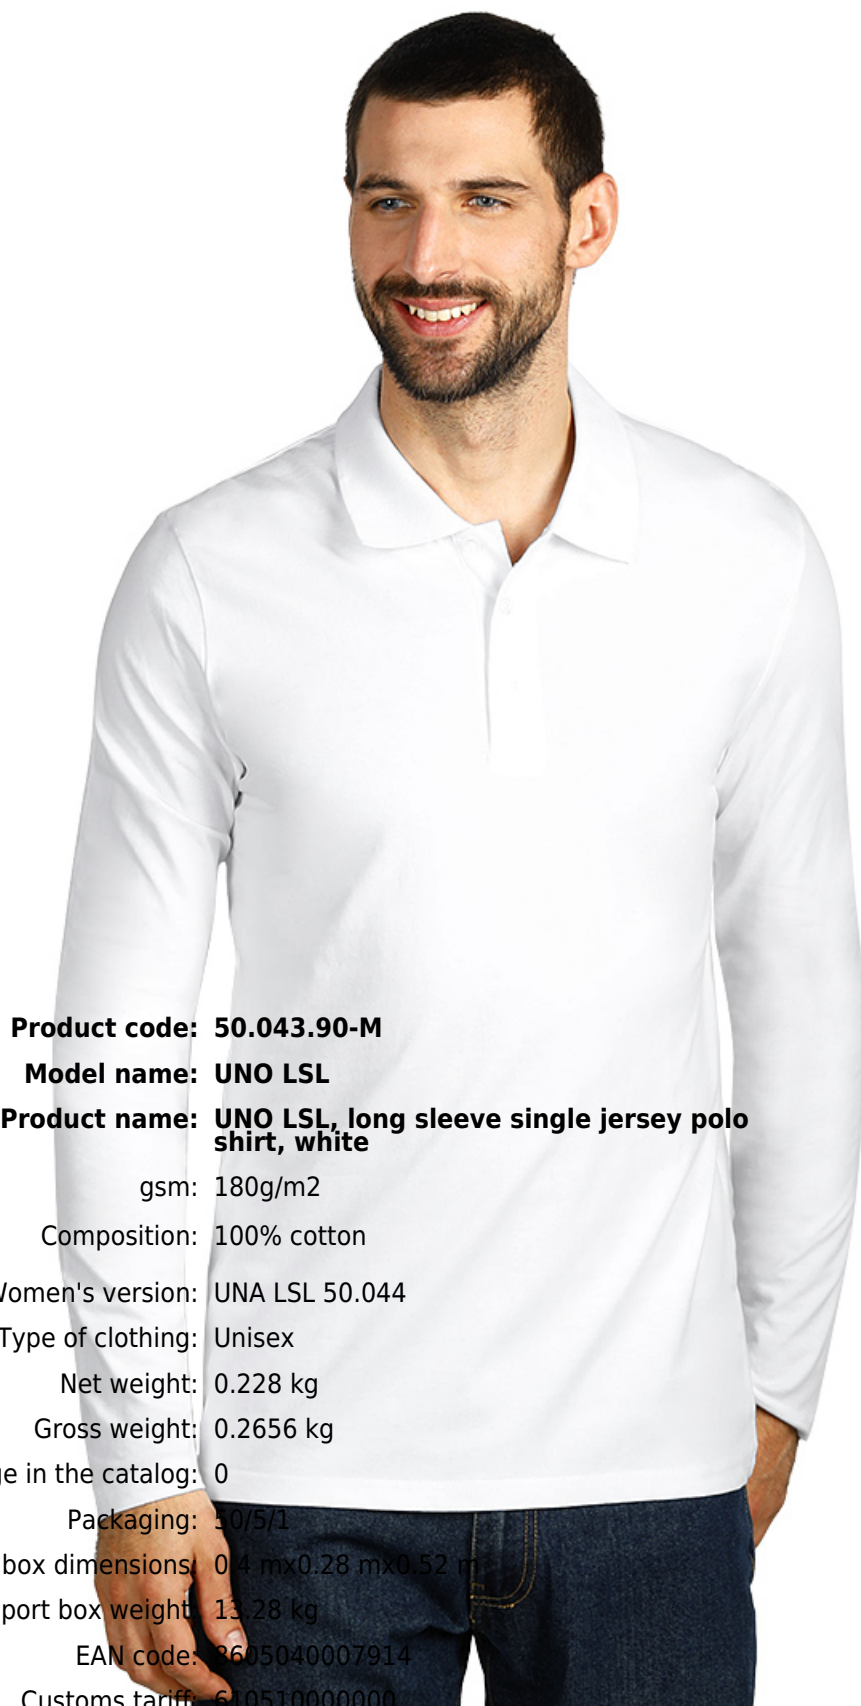 Product code: 50.043.90-M
Model name: UNO LSL
Product name: UNO LSL, long sleeve single jersey polo
shirt, white
gsm: 180g/m2
Composition: 100% cotton
Women's version: UNA LSL 50.044
Type of clothing: Unisex
Net weight: 0.228 kg
Gross weight: 0.2656 kg
in the catalog: 0
Packaging: 50/5/1
box dimensions: 0.4 mx0.28 mx0.52 m
box weight: 13.28 kg
EAN code: 8605040007914
Customs tariff: 610510000000